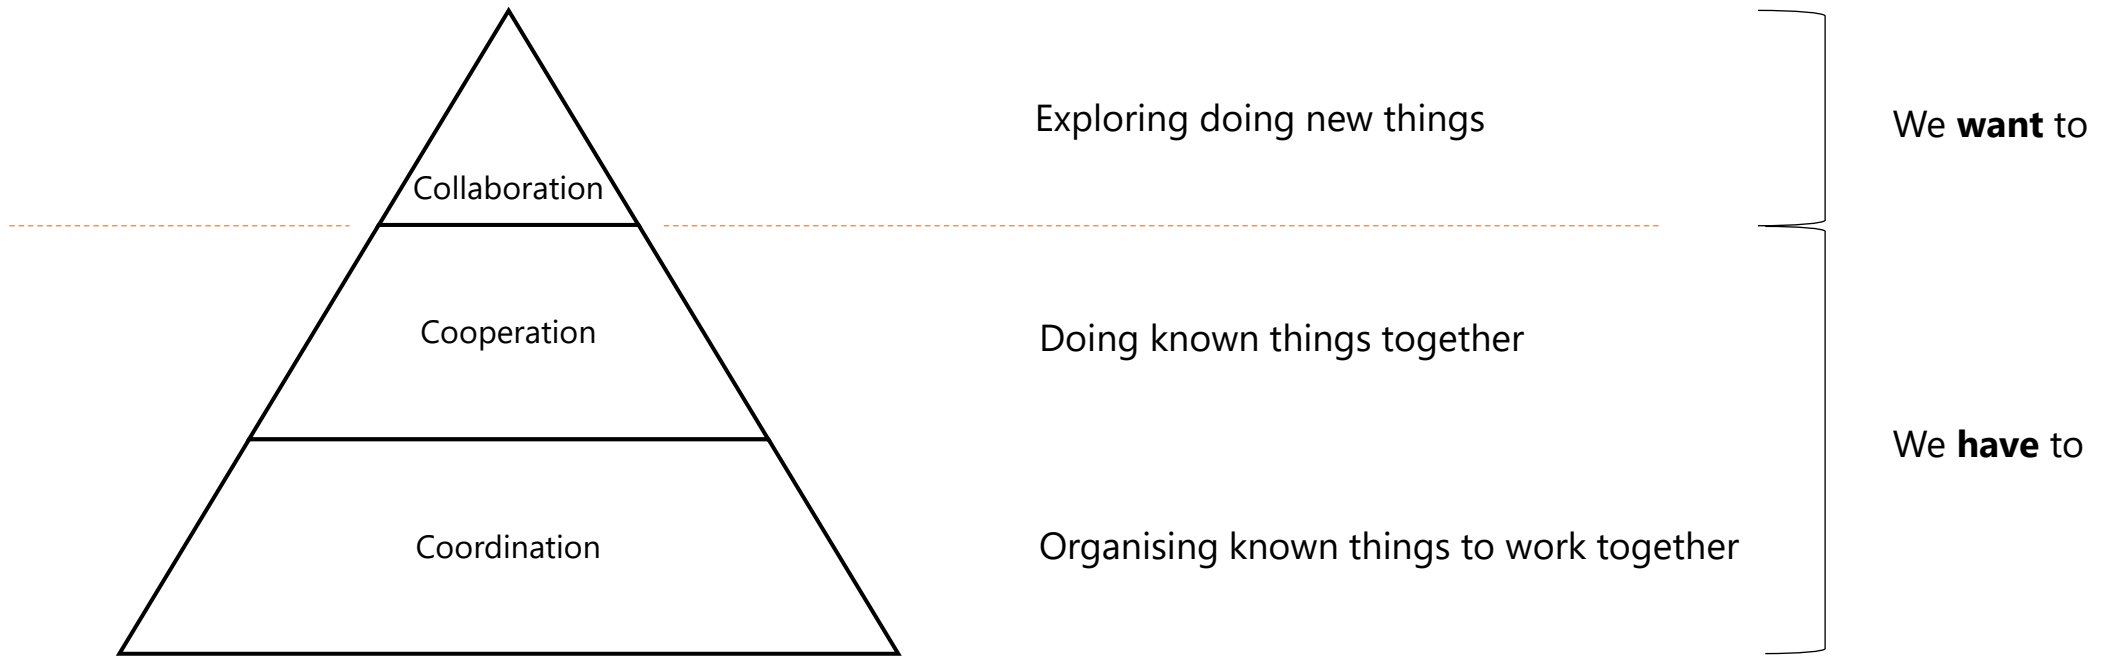 Exploring doing new things
We want to
Collaboration
Cooperation
Doing known things together
We have to
Coordination
Organising known things to work together